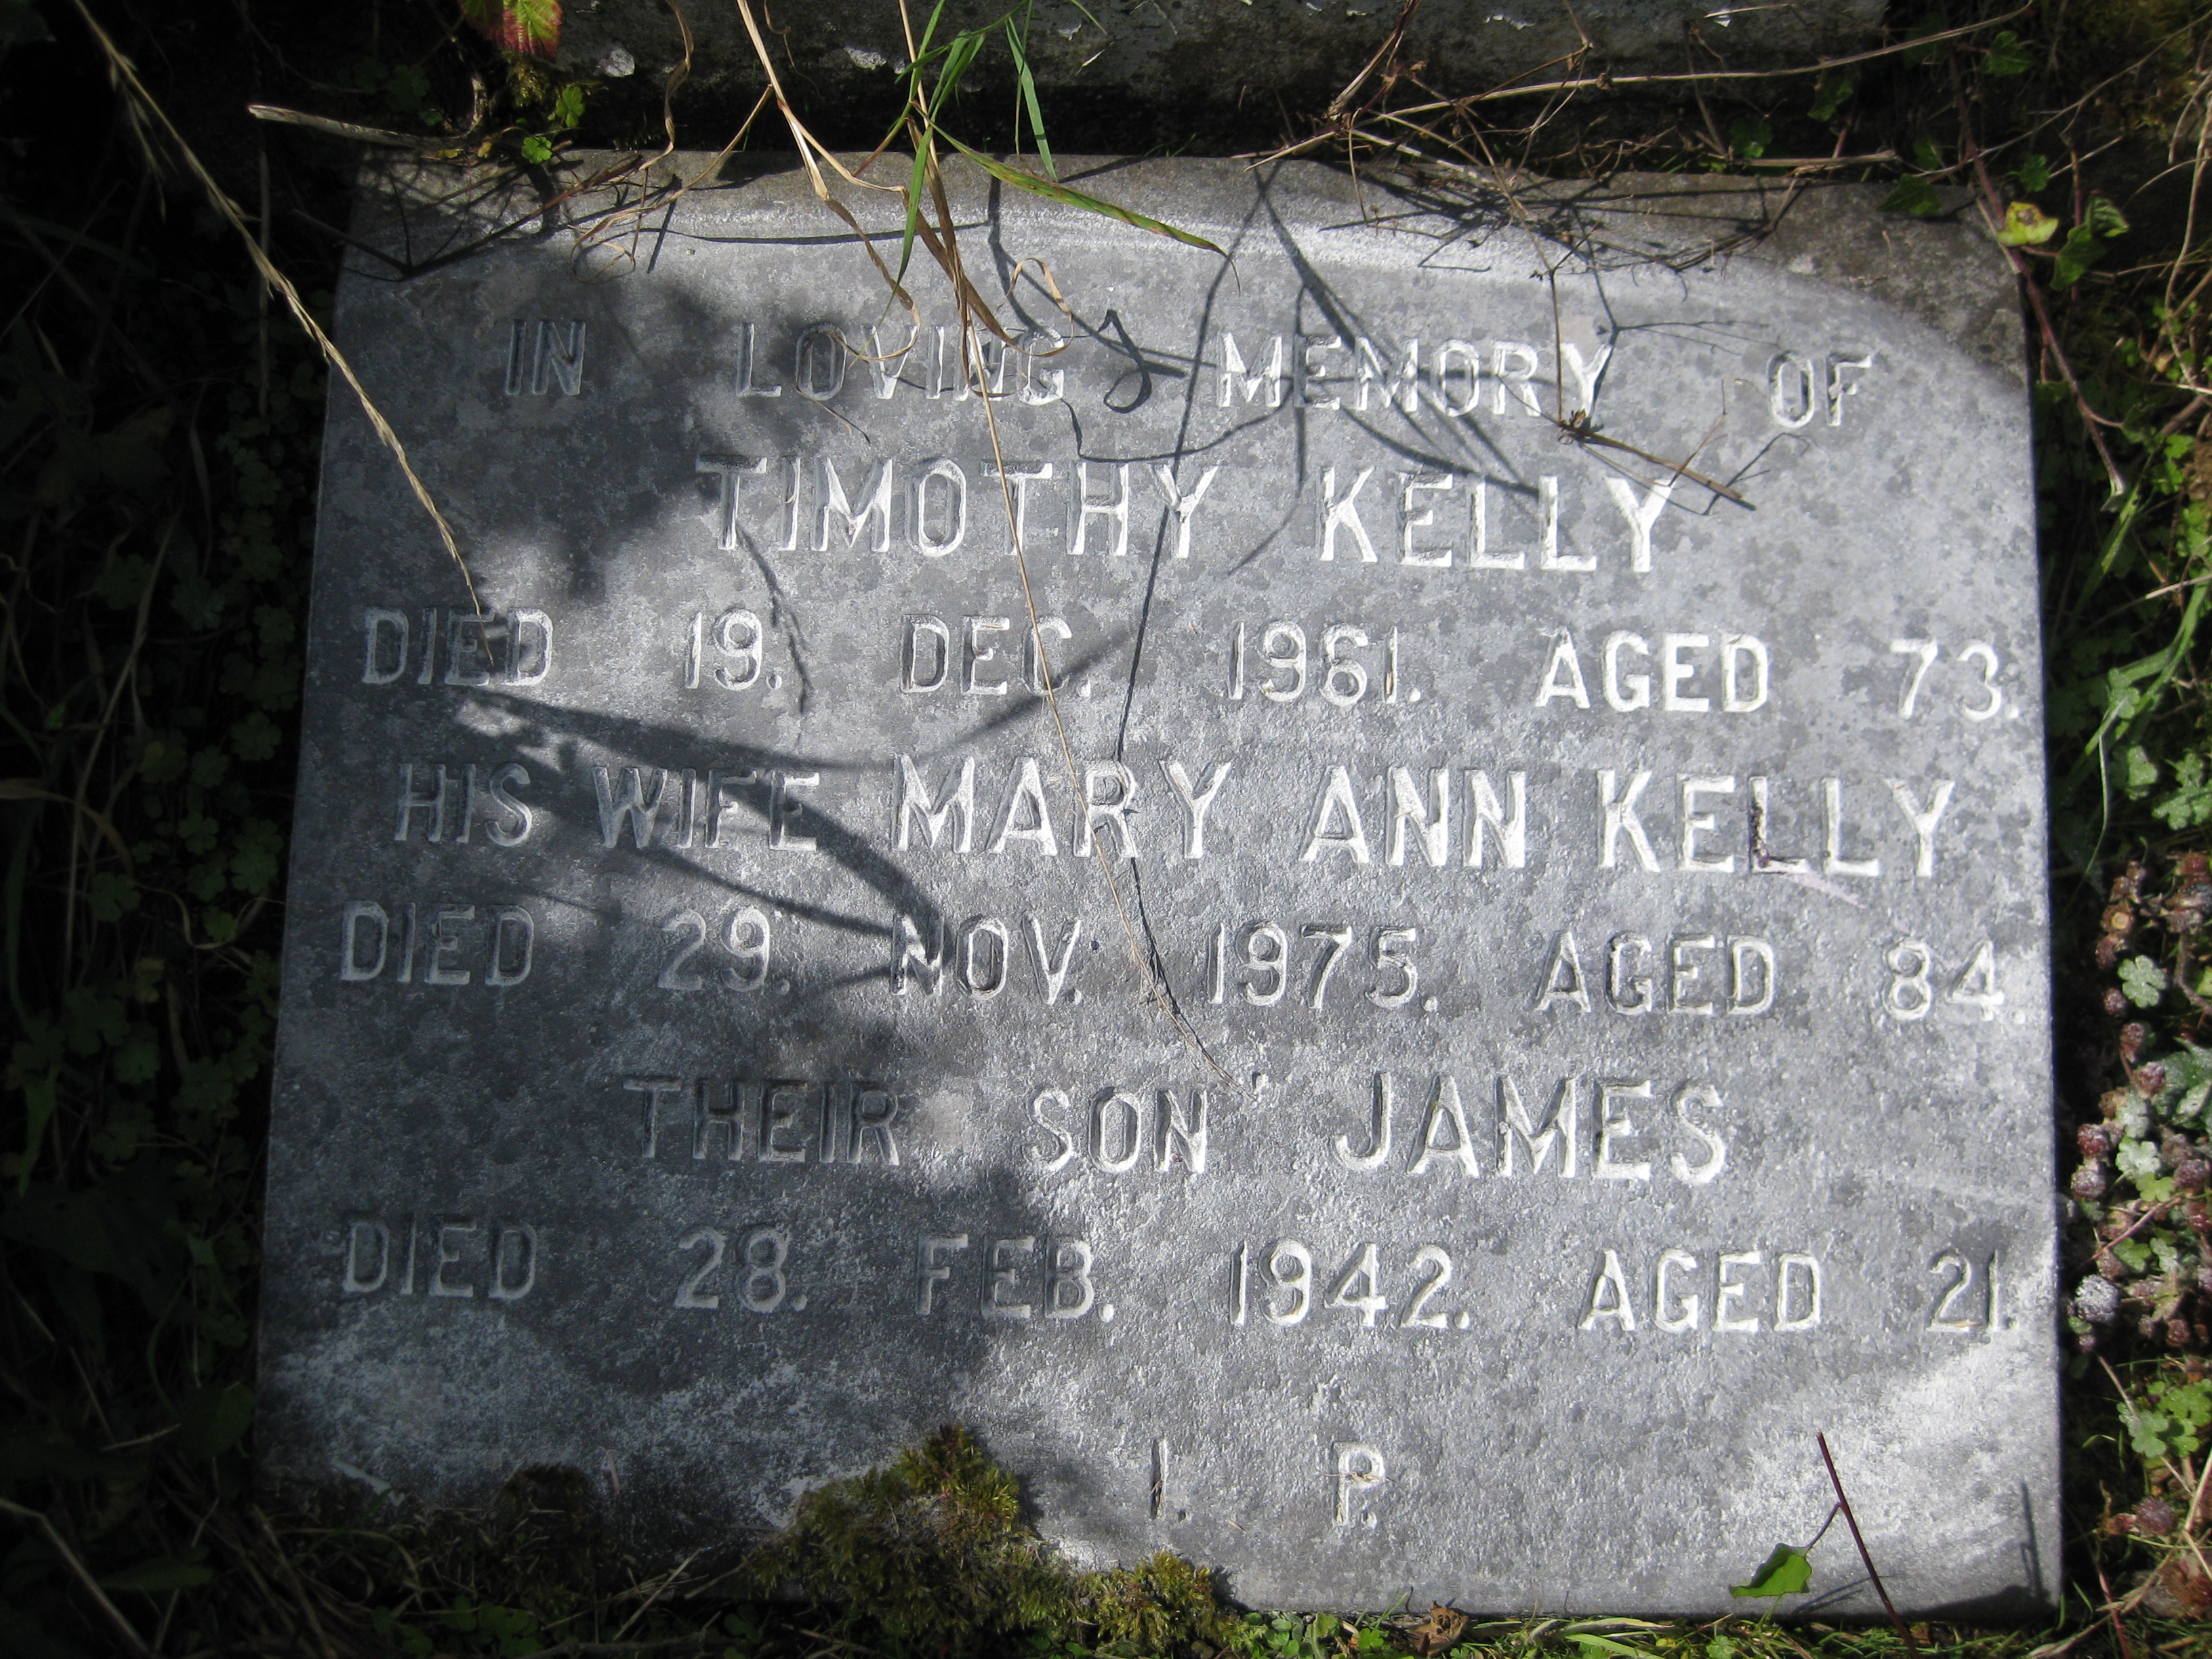 IN LOVING MEMORY OF
TIMOTHY KELLY
DIED 19. DEC. 1961. AGED 73.
HIS WIFE MARY ANN KELLY
DIED 29. NOV. 1975. AGED 84.
THEIR SON JAMES
DIED 28. FEB. 1942. AGED 21.
I. P.